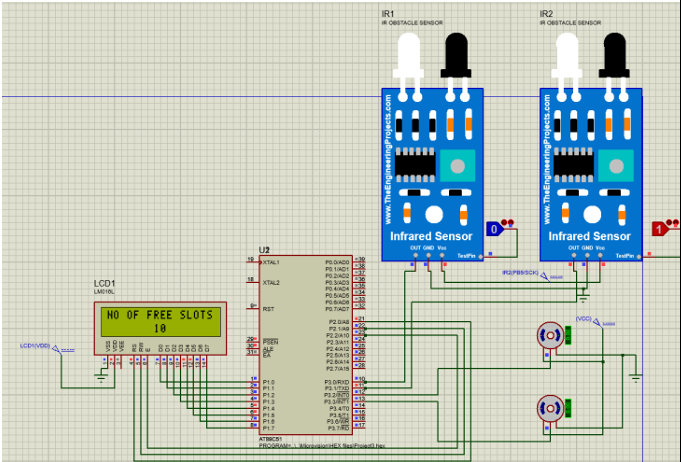 IR1
IR OBSTACLE SENSOR
IR2
IR OBSTACLE SENSOR
www.TheEngineeringProjects.com
www.TheEngineeringProjects.com
0
1
Infrared Sensor
Infrared Sensor
OUT GND Vcc
TestPin
OUT GND Vcc
TestPin
IR2(PB5/SCK)
(VCC)
U2
19
XTAL1
18
XTAL2
9
RST
29
PSEN
30
ALE
31
EA
P0.0/AD0
39
P0.1/AD1
38
P0.2/AD2
37
P0.3/AD3
36
P0.4/AD4
35
P0.5/AD5
34
P0.6/AD6
33
P0.7/AD7
32
P2.0/A8
21
P2.1/A9
22
P2.2/A10
23
P2.3/A11
24
P2.4/A12
25
P2.5/A13
26
P2.6/A14
27
P2.7/A15
28
1
P1.0
2
P1.1
3
P1.2
4
P1.3
5
P1.4
6
P1.5
7
P1.6
8
P1.7
P3.0/RXD
10
P3.1/TXD
11
P3.2/INT0
12
P3.3/INT1
13
P3.4/T0
14
P3.5/T1
15
P3.6/WR
16
P3.7/RD
17
AT89C51
LCD1
LM016L
NO OF FREE SLOTS
10
LCD1(VDD)
VSS
VDD
VEE
RS
RW
E
D0
D1
D2
D3
D4
D5
D6
D7